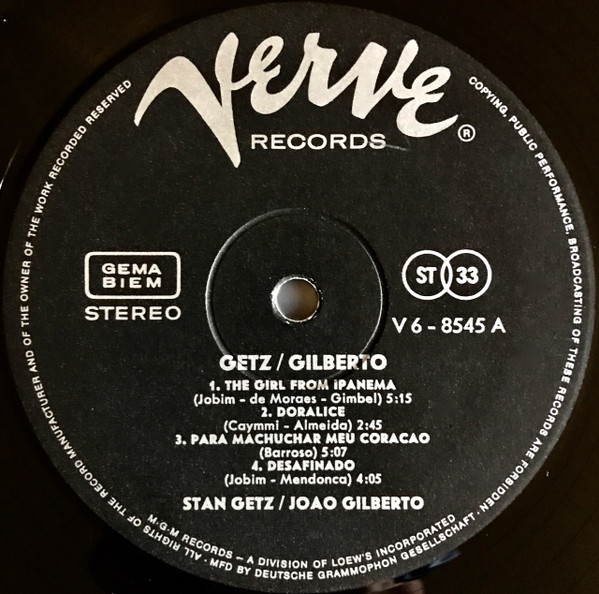 Verve
RECORDS
®
GEMA
BIEM
STEREO
ST 33
V 6 - 8545 A
GETZ / GILBERTO
1. THE GIRL FROM IPANEMA
(Jobim - de Moraes - Gimbel) 5:15
2. DORALICE
(Caymmi - Almeida) 2:45
3. PARA MACHUCHAR MEU CORACAO
(Barroso) 5:07
4. DESAFINADO
(Jobim - Mendonca) 4:05
STAN GETZ / JOAO GILBERTO
M·G·M RECORDS – A DIVISION OF LOEW'S INCORPORATED
· ALL RIGHTS OF THE RECORD MANUFACTURER AND OF THE OWNER OF THE WORK RECORDED RESERVED
COPYING, PUBLIC PERFORMANCE, BROADCASTING OF THESE RECORDS ARE FORBIDDEN
· MFD BY DEUTSCHE GRAMMOPHON GESELLSCHAFT ·